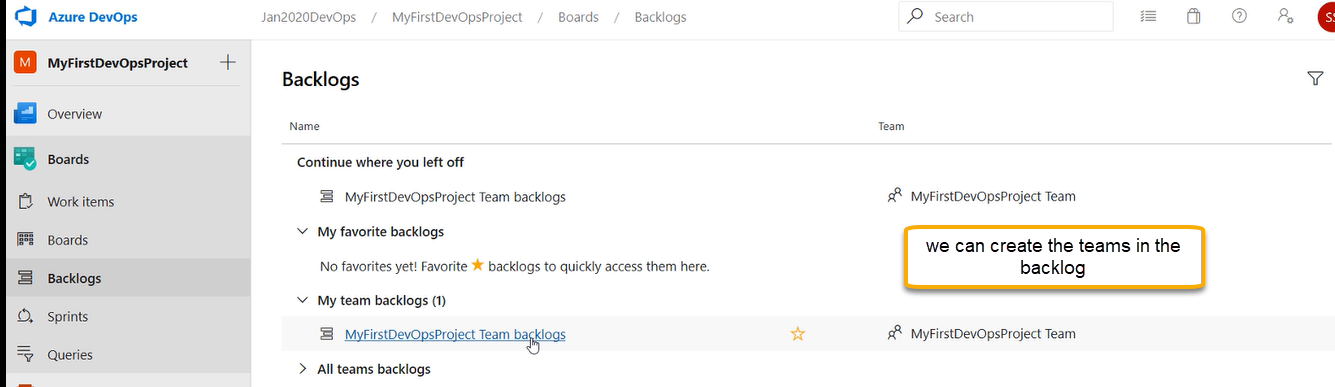 Azure DevOps
Jan2020DevOps / MyFirstDevOpsProject / Boards / Backlogs
Search
M MyFirstDevOpsProject
Overview
Boards
Work items
Boards
Backlogs
Sprints
Queries
Backlogs
Name Team
Continue where you left off
MyFirstDevOpsProject Team backlogs MyFirstDevOpsProject Team
My favorite backlogs
No favorites yet! Favorite ★ backlogs to quickly access them here.
we can create the teams in the
backlog
My team backlogs (1)
MyFirstDevOpsProject Team backlogs MyFirstDevOpsProject Team
All teams backlogs